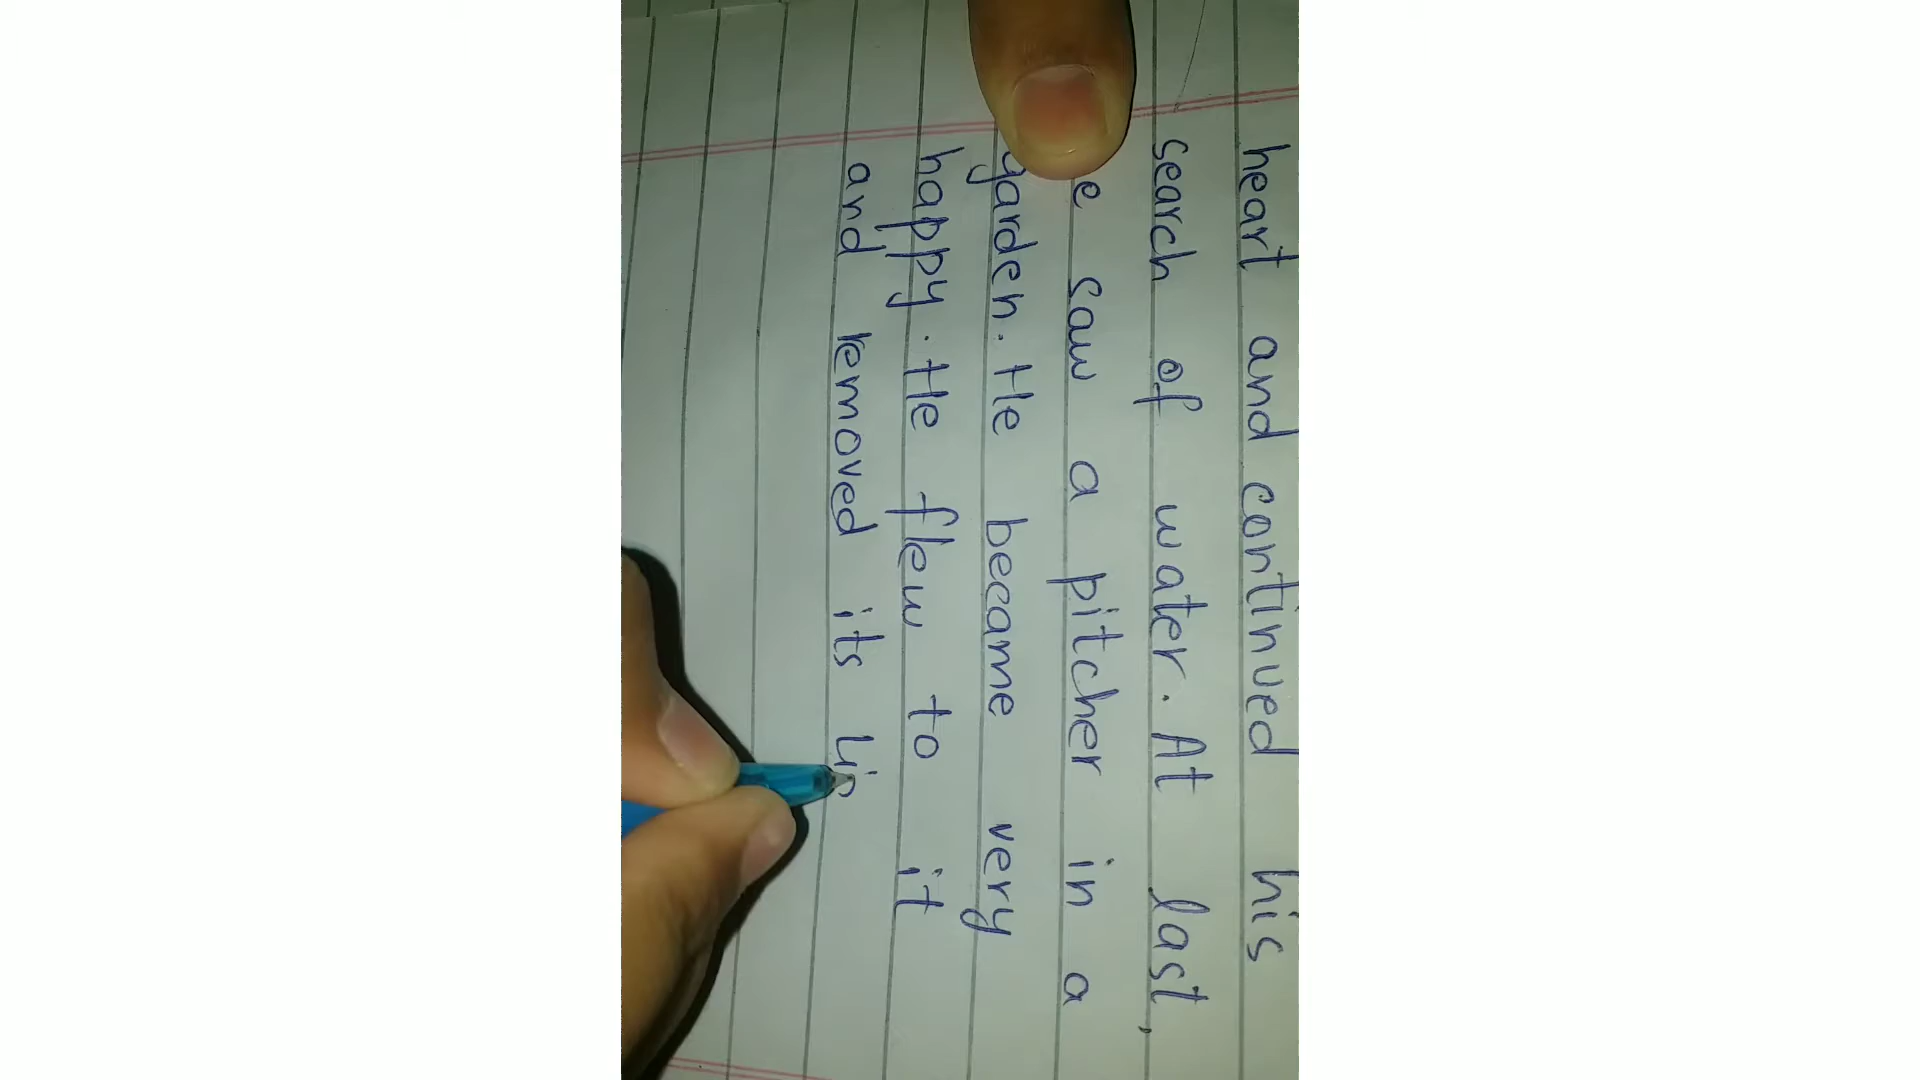 heart and continued his
search of water. At last,
e saw a pitcher in a
garden. He became very
happy. He flew to it
and removed its